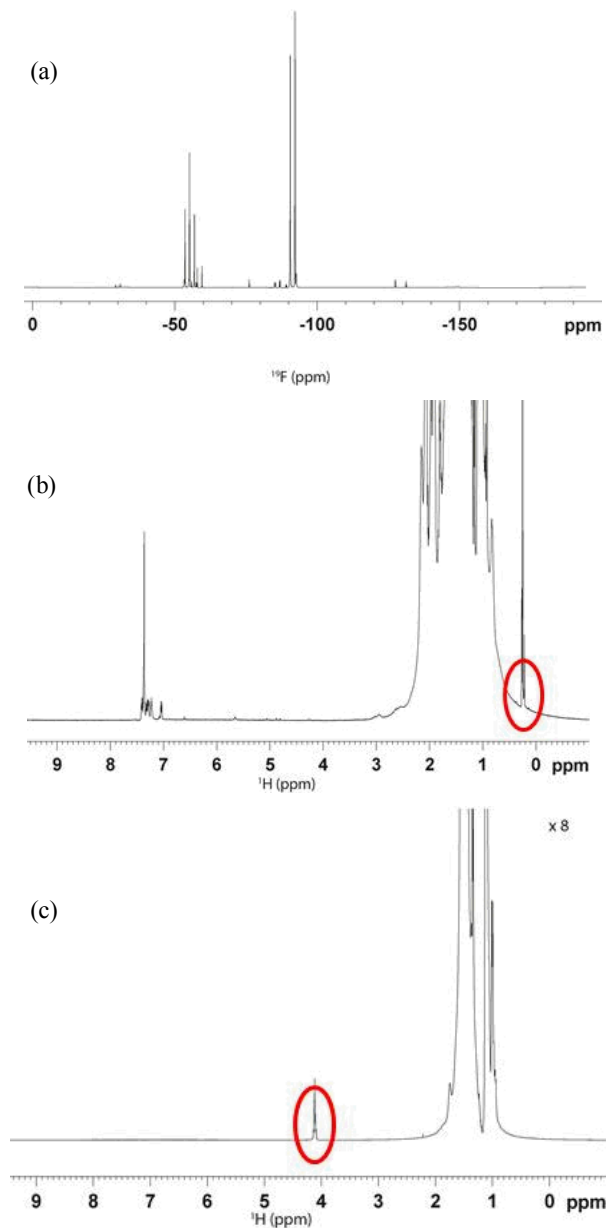 (a)
0 -50 -100 -150 ppm
¹⁹F (ppm)
(b)
9 8 7 6 5 4 3 2 1 0 ppm
¹H (ppm)
x 8
(c)
9 8 7 6 5 4 3 2 1 0 ppm
¹H (ppm)